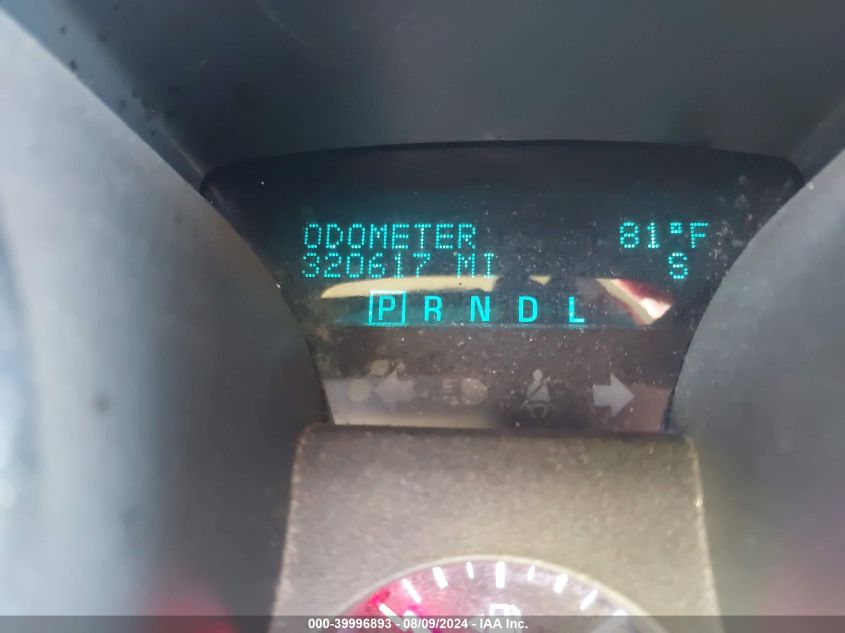 ODOMETER 81°F
320617 MI S
P R N D L
000-39996893 - 08/09/2024 - IAA Inc.